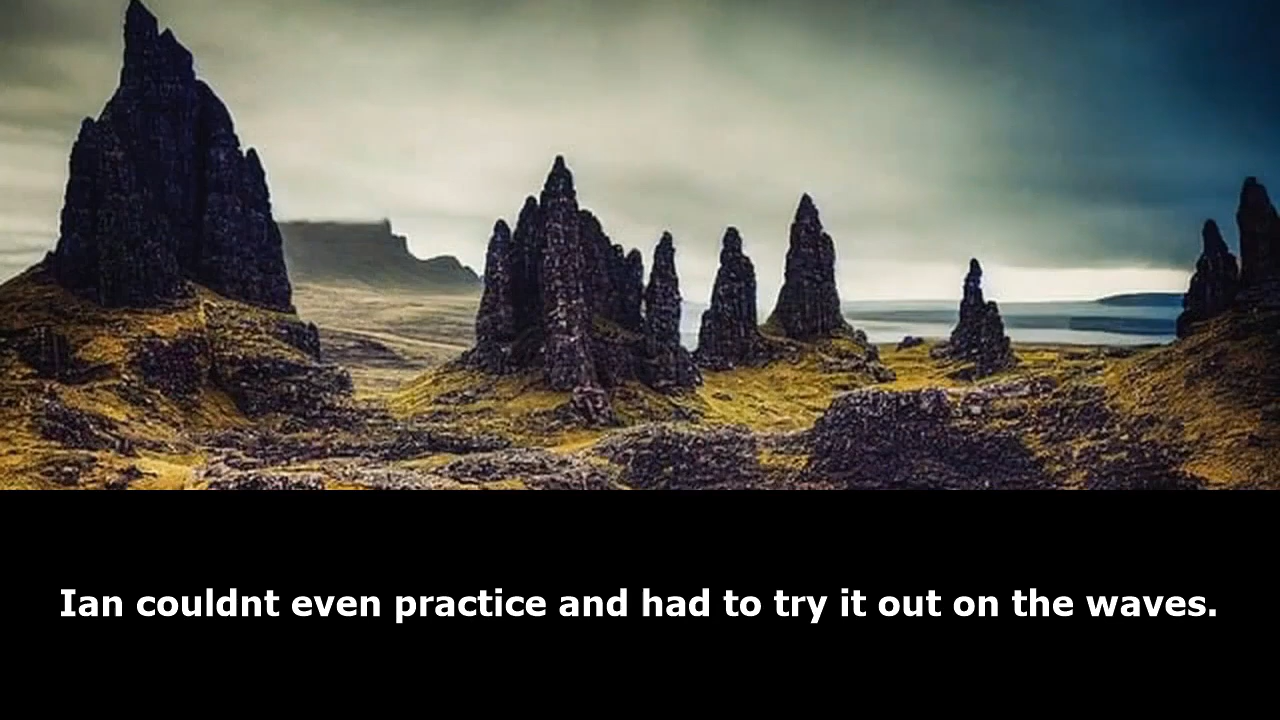 Ian couldnt even practice and had to try it out on the waves.